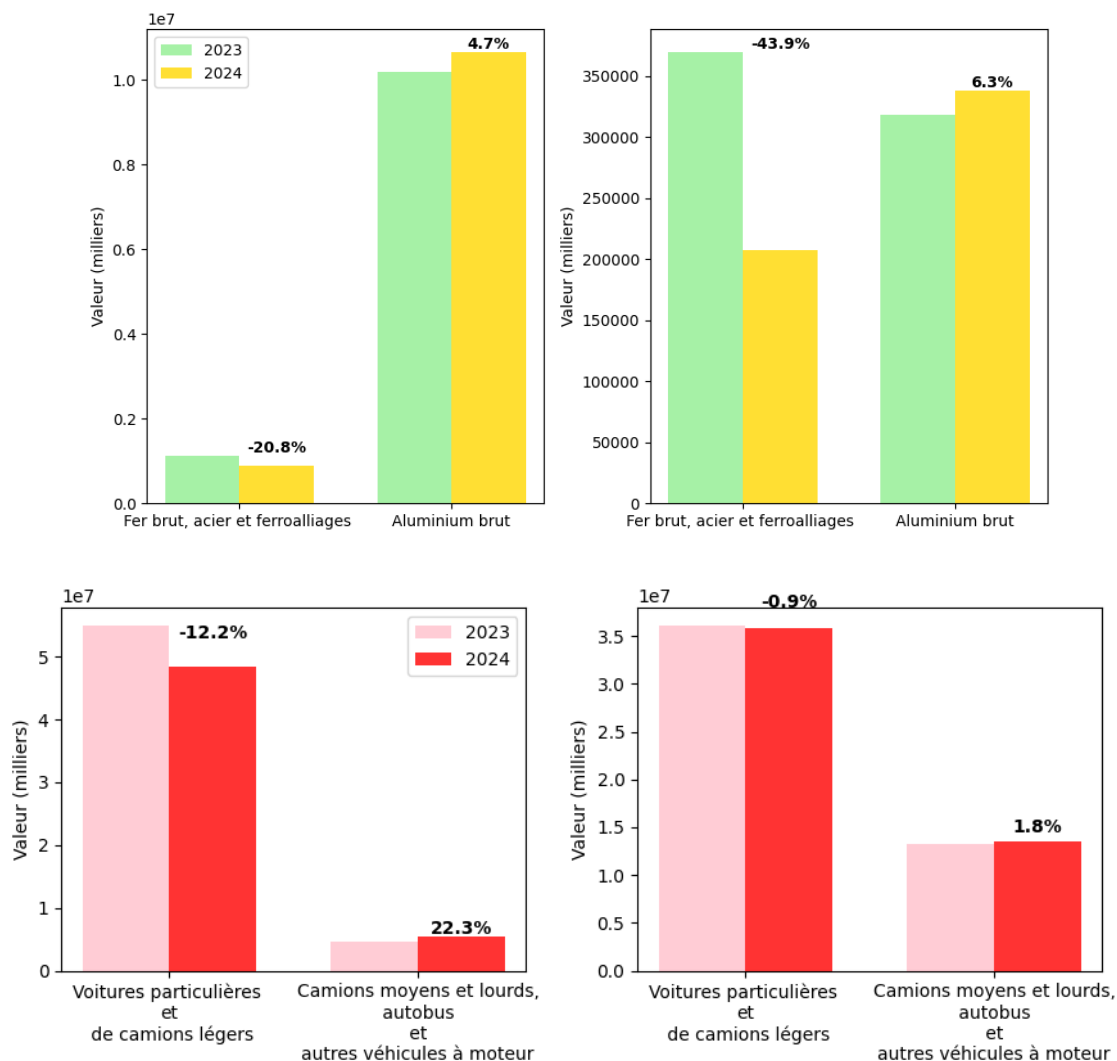 1e7
2023
2024
4.7%
-20.8%
1.0
0.8
0.6
0.4
0.2
0.0
Valeur (milliers)
Fer brut, acier et ferroalliages
Aluminium brut
-43.9%
6.3%
350000
300000
250000
200000
150000
100000
50000
0
Valeur (milliers)
Fer brut, acier et ferroalliages
Aluminium brut
1e7
2023
2024
-12.2%
22.3%
5
4
3
2
1
0
Valeur (milliers)
Voitures particulières
et
de camions légers
Camions moyens et lourds,
autobus
et
autres véhicules à moteur
1e7
-0.9%
1.8%
3.5
3.0
2.5
2.0
1.5
1.0
0.5
0.0
Valeur (milliers)
Voitures particulières
et
de camions légers
Camions moyens et lourds,
autobus
et
autres véhicules à moteur